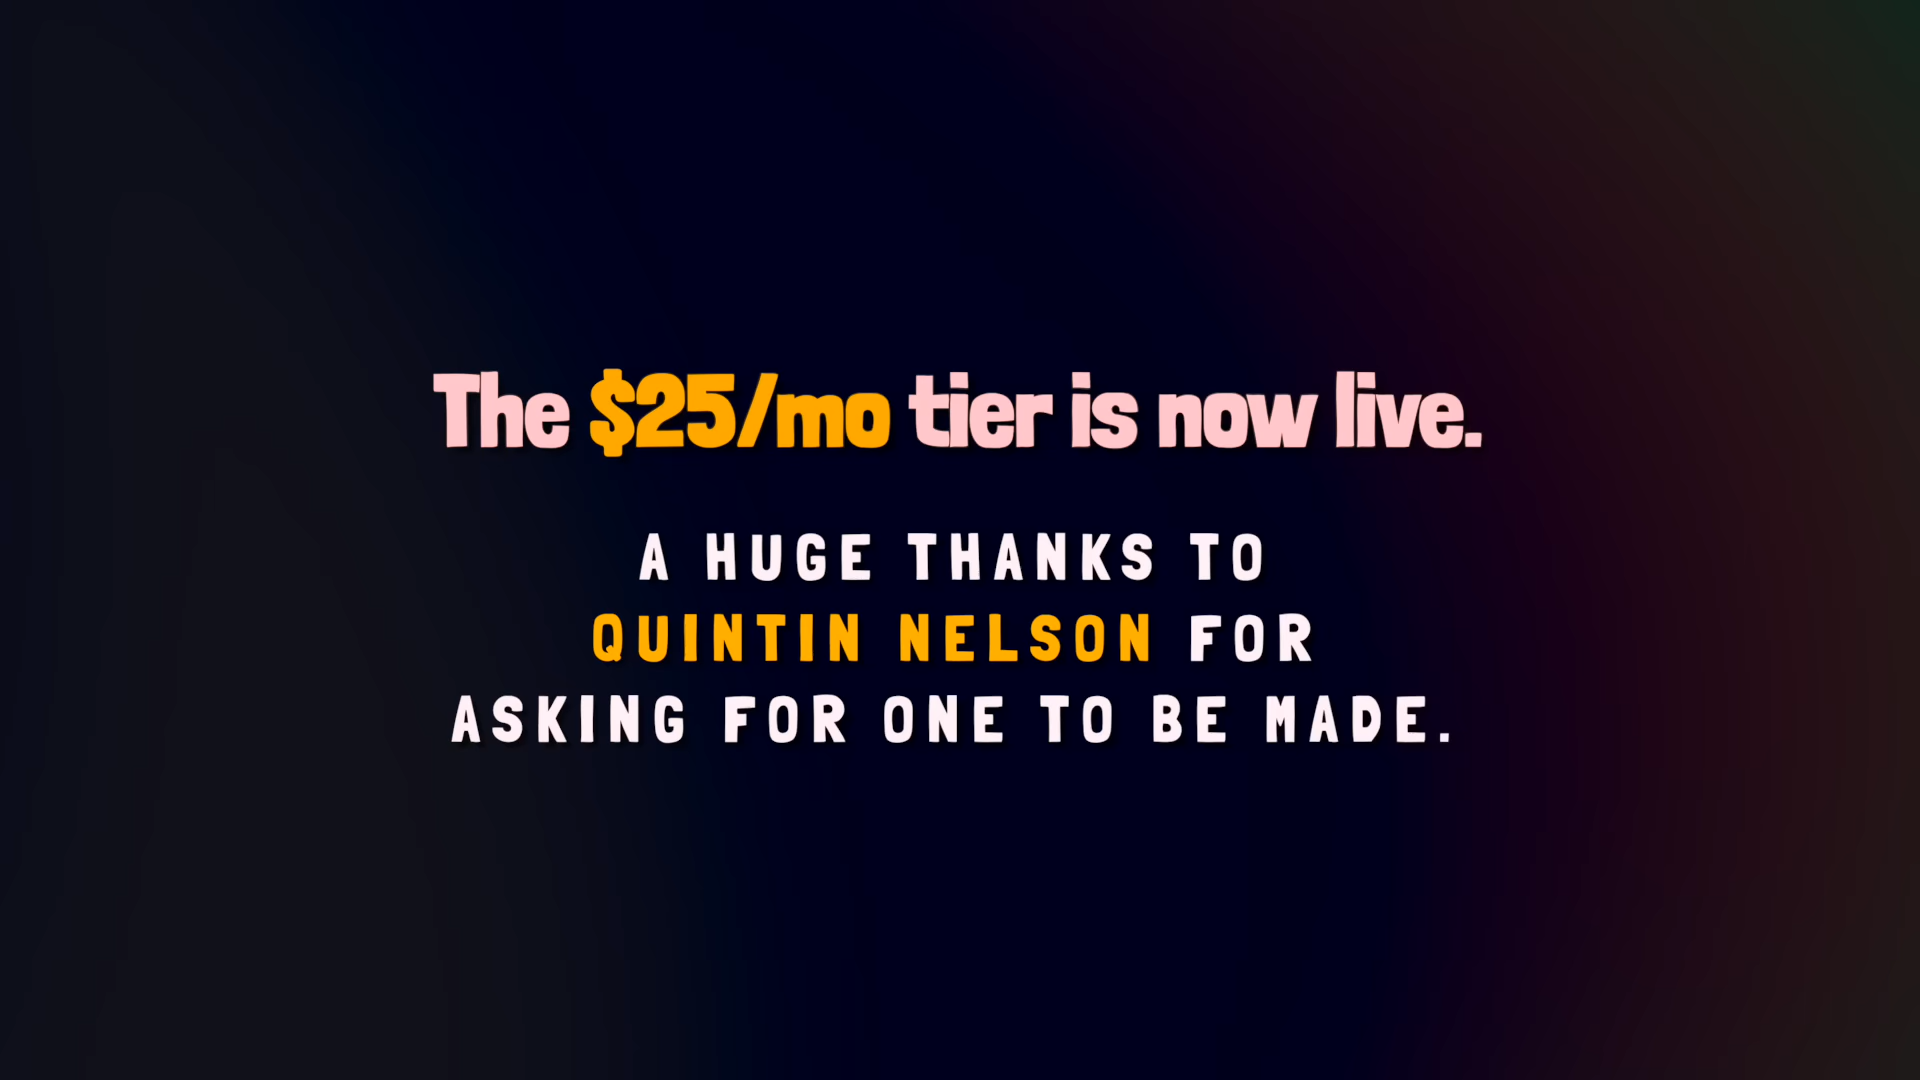 The $25/mo tier is now live.
A HUGE THANKS TO
QUINTIN NELSON FOR
ASKING FOR ONE TO BE MADE.